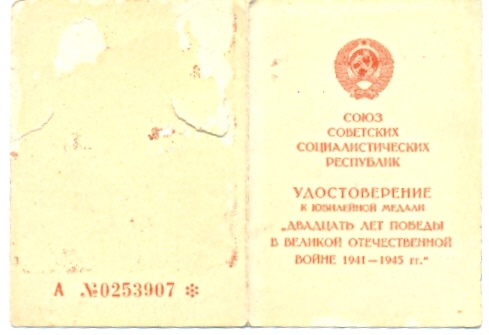 А №0253907 ✻
СОЮЗ
СОВЕТСКИХ
СОЦИАЛИСТИЧЕСКИХ
РЕСПУБЛИК
УДОСТОВЕРЕНИЕ
К ЮБИЛЕЙНОЙ МЕДАЛИ
„ДВАДЦАТЬ ЛЕТ ПОБЕДЫ
В ВЕЛИКОЙ ОТЕЧЕСТВЕННОЙ
ВОЙНЕ 1941—1945 гг.“